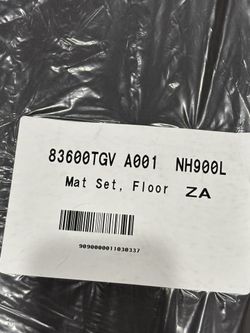 83600TGV A001 NH900L
Mat Set, Floor ZA
9090000011030337